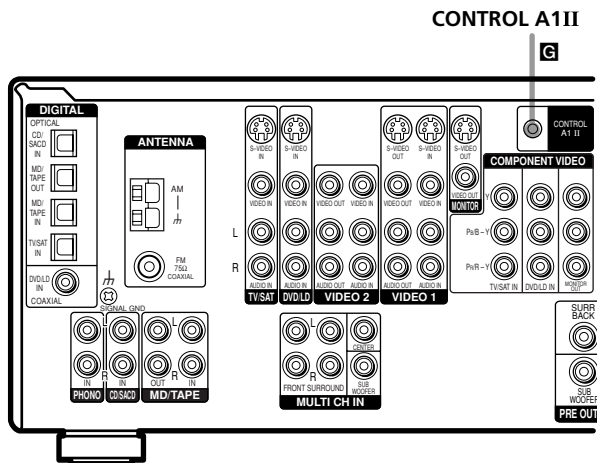 CONTROL A1II
G
DIGITAL
OPTICAL
CD/
SACD
IN
MD/
TAPE
OUT
MD/
TAPE
IN
TV/SAT
IN
DVD/LD
IN
COAXIAL
ANTENNA
AM
FM
75Ω
COAXIAL
SIGNAL GND
L
R
IN IN
PHONO CD/SACD
L
R
OUT IN
MD/TAPE
S-VIDEO
IN
S-VIDEO
IN
S-VIDEO
OUT
S-VIDEO
IN
S-VIDEO
OUT
VIDEO IN VIDEO IN VIDEO OUT VIDEO IN VIDEO OUT VIDEO IN
VIDEO OUT
MONITOR
L
R
AUDIO IN AUDIO IN AUDIO OUT AUDIO IN AUDIO OUT AUDIO IN
TV/SAT DVD/LD VIDEO 2 VIDEO 1
CONTROL
A1 II
COMPONENT VIDEO
Y
PB/B–Y
PR/R–Y
TV/SAT IN DVD/LD IN MONITOR
OUT
L
R
FRONT SURROUND
CENTER
SUB
WOOFER
MULTI CH IN
SURR
BACK
SUB
WOOFER
PRE OUT